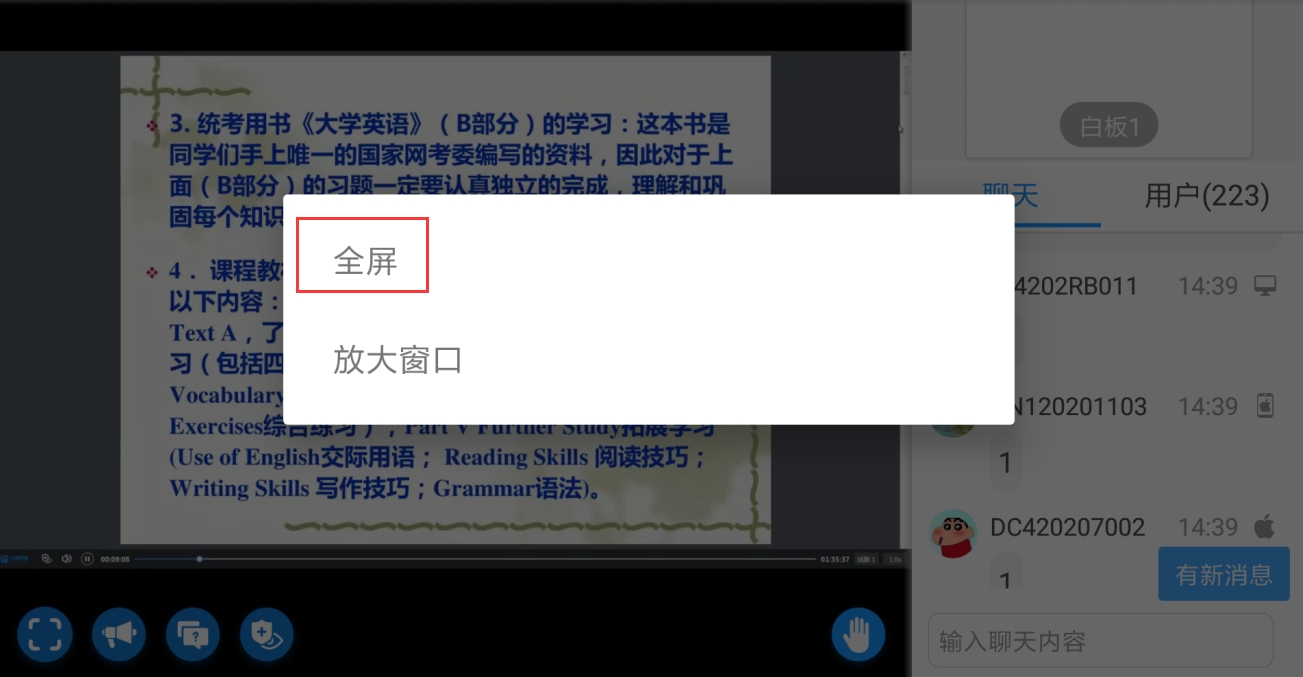 3. 统考用书《大学英语》（B部分）的学习：这本书是
同学们手上唯一的国家网考委编写的资料，因此对于上
面（B部分）的习题一定要认真独立的完成，理解和巩
固每个知识
4． 课程教
以下内容：
Text A，了
习（包括四
Vocabulary
Exercises综合练习），Part V Further Study拓展学习
(Use of English交际用语； Reading Skills 阅读技巧；
Writing Skills 写作技巧；Grammar语法)。
全屏
放大窗口
00:09:08
01:35:37
1.0x
白板1
聊天
用户(223)
4202RB011 14:39
N120201103 14:39
1
DC420207002 14:39
1
有新消息
输入聊天内容